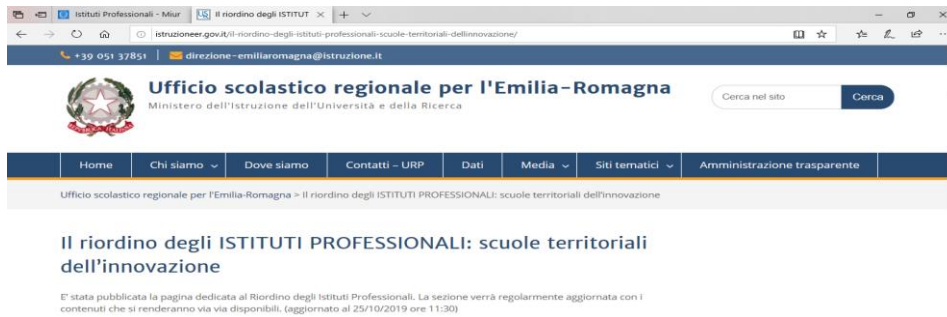 Istituti Professionali - Miur
Il riordino degli ISTITUT
istruzioneer.gov.it/il-riordino-degli-istituti-professionali-scuole-territoriali-dellinnovazione/
+39 051 37851
direzione-emiliaromagna@istruzione.it
Ufficio scolastico regionale per l'Emilia-Romagna
Ministero dell'Istruzione dell'Università e della Ricerca
Cerca nel sito
Cerca
Home
Chi siamo
Dove siamo
Contatti – URP
Dati
Media
Siti tematici
Amministrazione trasparente
Ufficio scolastico regionale per l'Emilia-Romagna > Il riordino degli ISTITUTI PROFESSIONALI: scuole territoriali dell'innovazione
Il riordino degli ISTITUTI PROFESSIONALI: scuole territoriali
dell'innovazione
E' stata pubblicata la pagina dedicata al Riordino degli Istituti Professionali. La sezione verrà regolarmente aggiornata con i
contenuti che si renderanno via via disponibili. (aggiornato al 25/10/2019 ore 11:30)